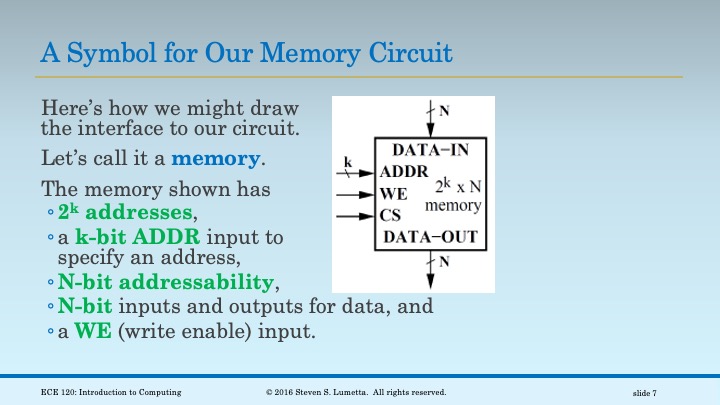 A Symbol for Our Memory Circuit
Here's how we might draw
the interface to our circuit.
Let's call it a memory.
The memory shown has
◦2ᵏ addresses,
◦a k-bit ADDR input to
specify an address,
◦N-bit addressability,
◦N-bit inputs and outputs for data, and
◦a WE (write enable) input.
N
DATA–IN
k
ADDR
WE
CS
2ᵏ x N
memory
DATA–OUT
N
ECE 120: Introduction to Computing
© 2016 Steven S. Lumetta. All rights reserved.
slide 7